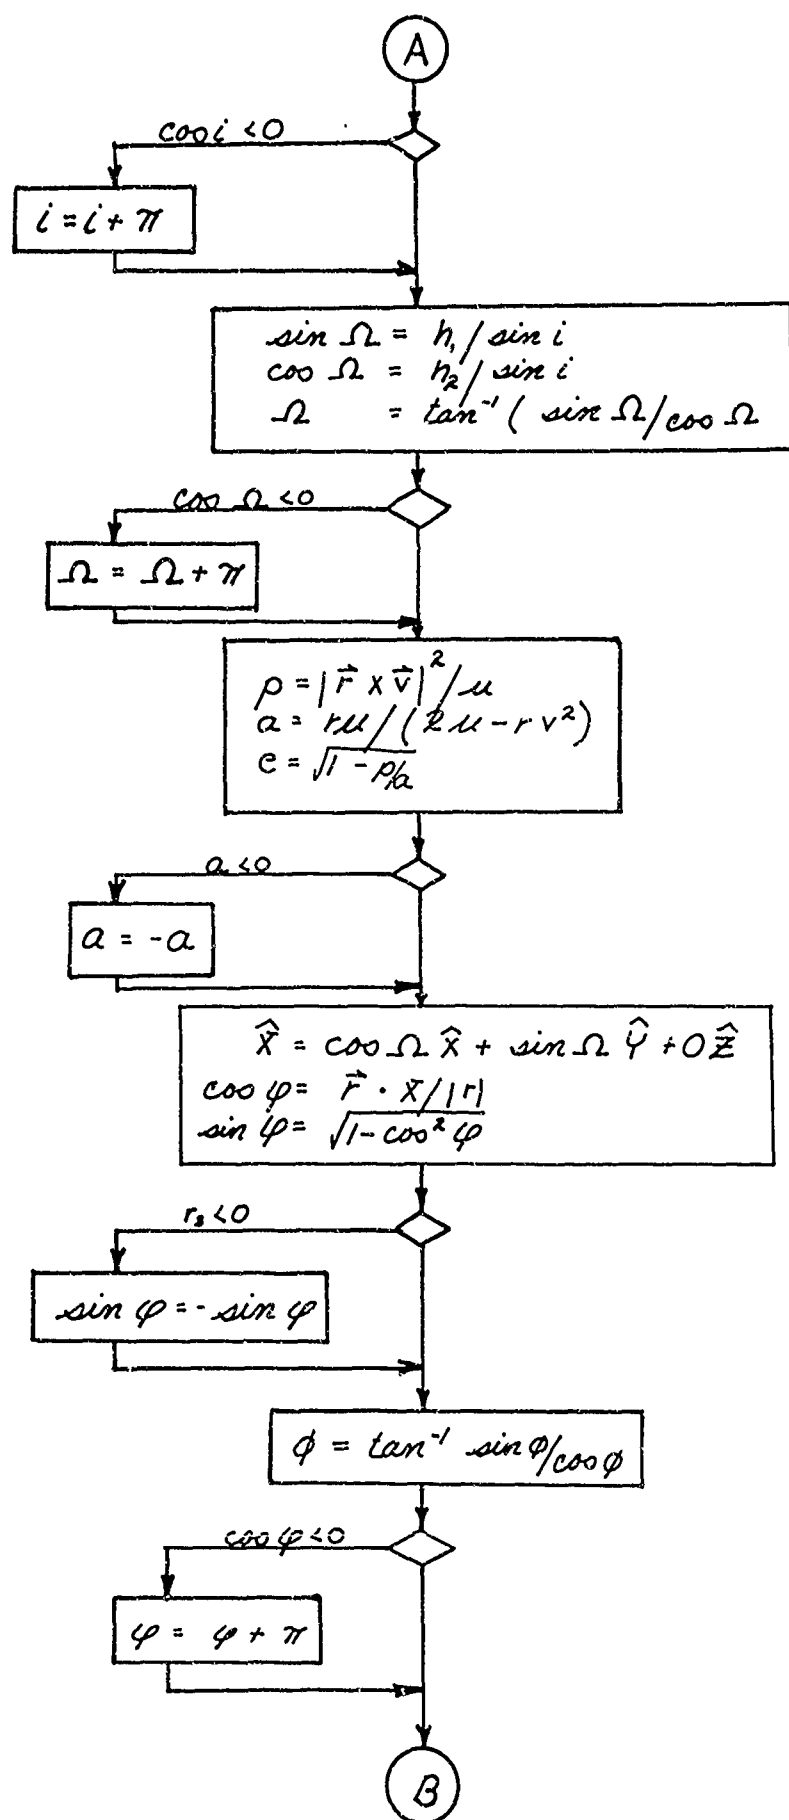 A
cos i < 0
i = i + π
sin Ω = h₁ / sin i
cos Ω = h₂ / sin i
Ω = tan⁻¹ ( sin Ω / cos Ω
cos Ω < 0
Ω = Ω + π
p = | r⃗ x v⃗ |² / μ
a = rμ / ( 2μ - r v² )
e = √(1 - p/a)
a < 0
a = -a
X̂ = cos Ω x̂ + sin Ω Ŷ + 0 Ẑ
cos φ = r⃗ · x̄ / |r|
sin φ = √(1 - cos² φ)
r₃ < 0
sin φ = - sin φ
ϕ = tan⁻¹ sin ϕ / cos ϕ
cos φ < 0
φ = φ + π
B